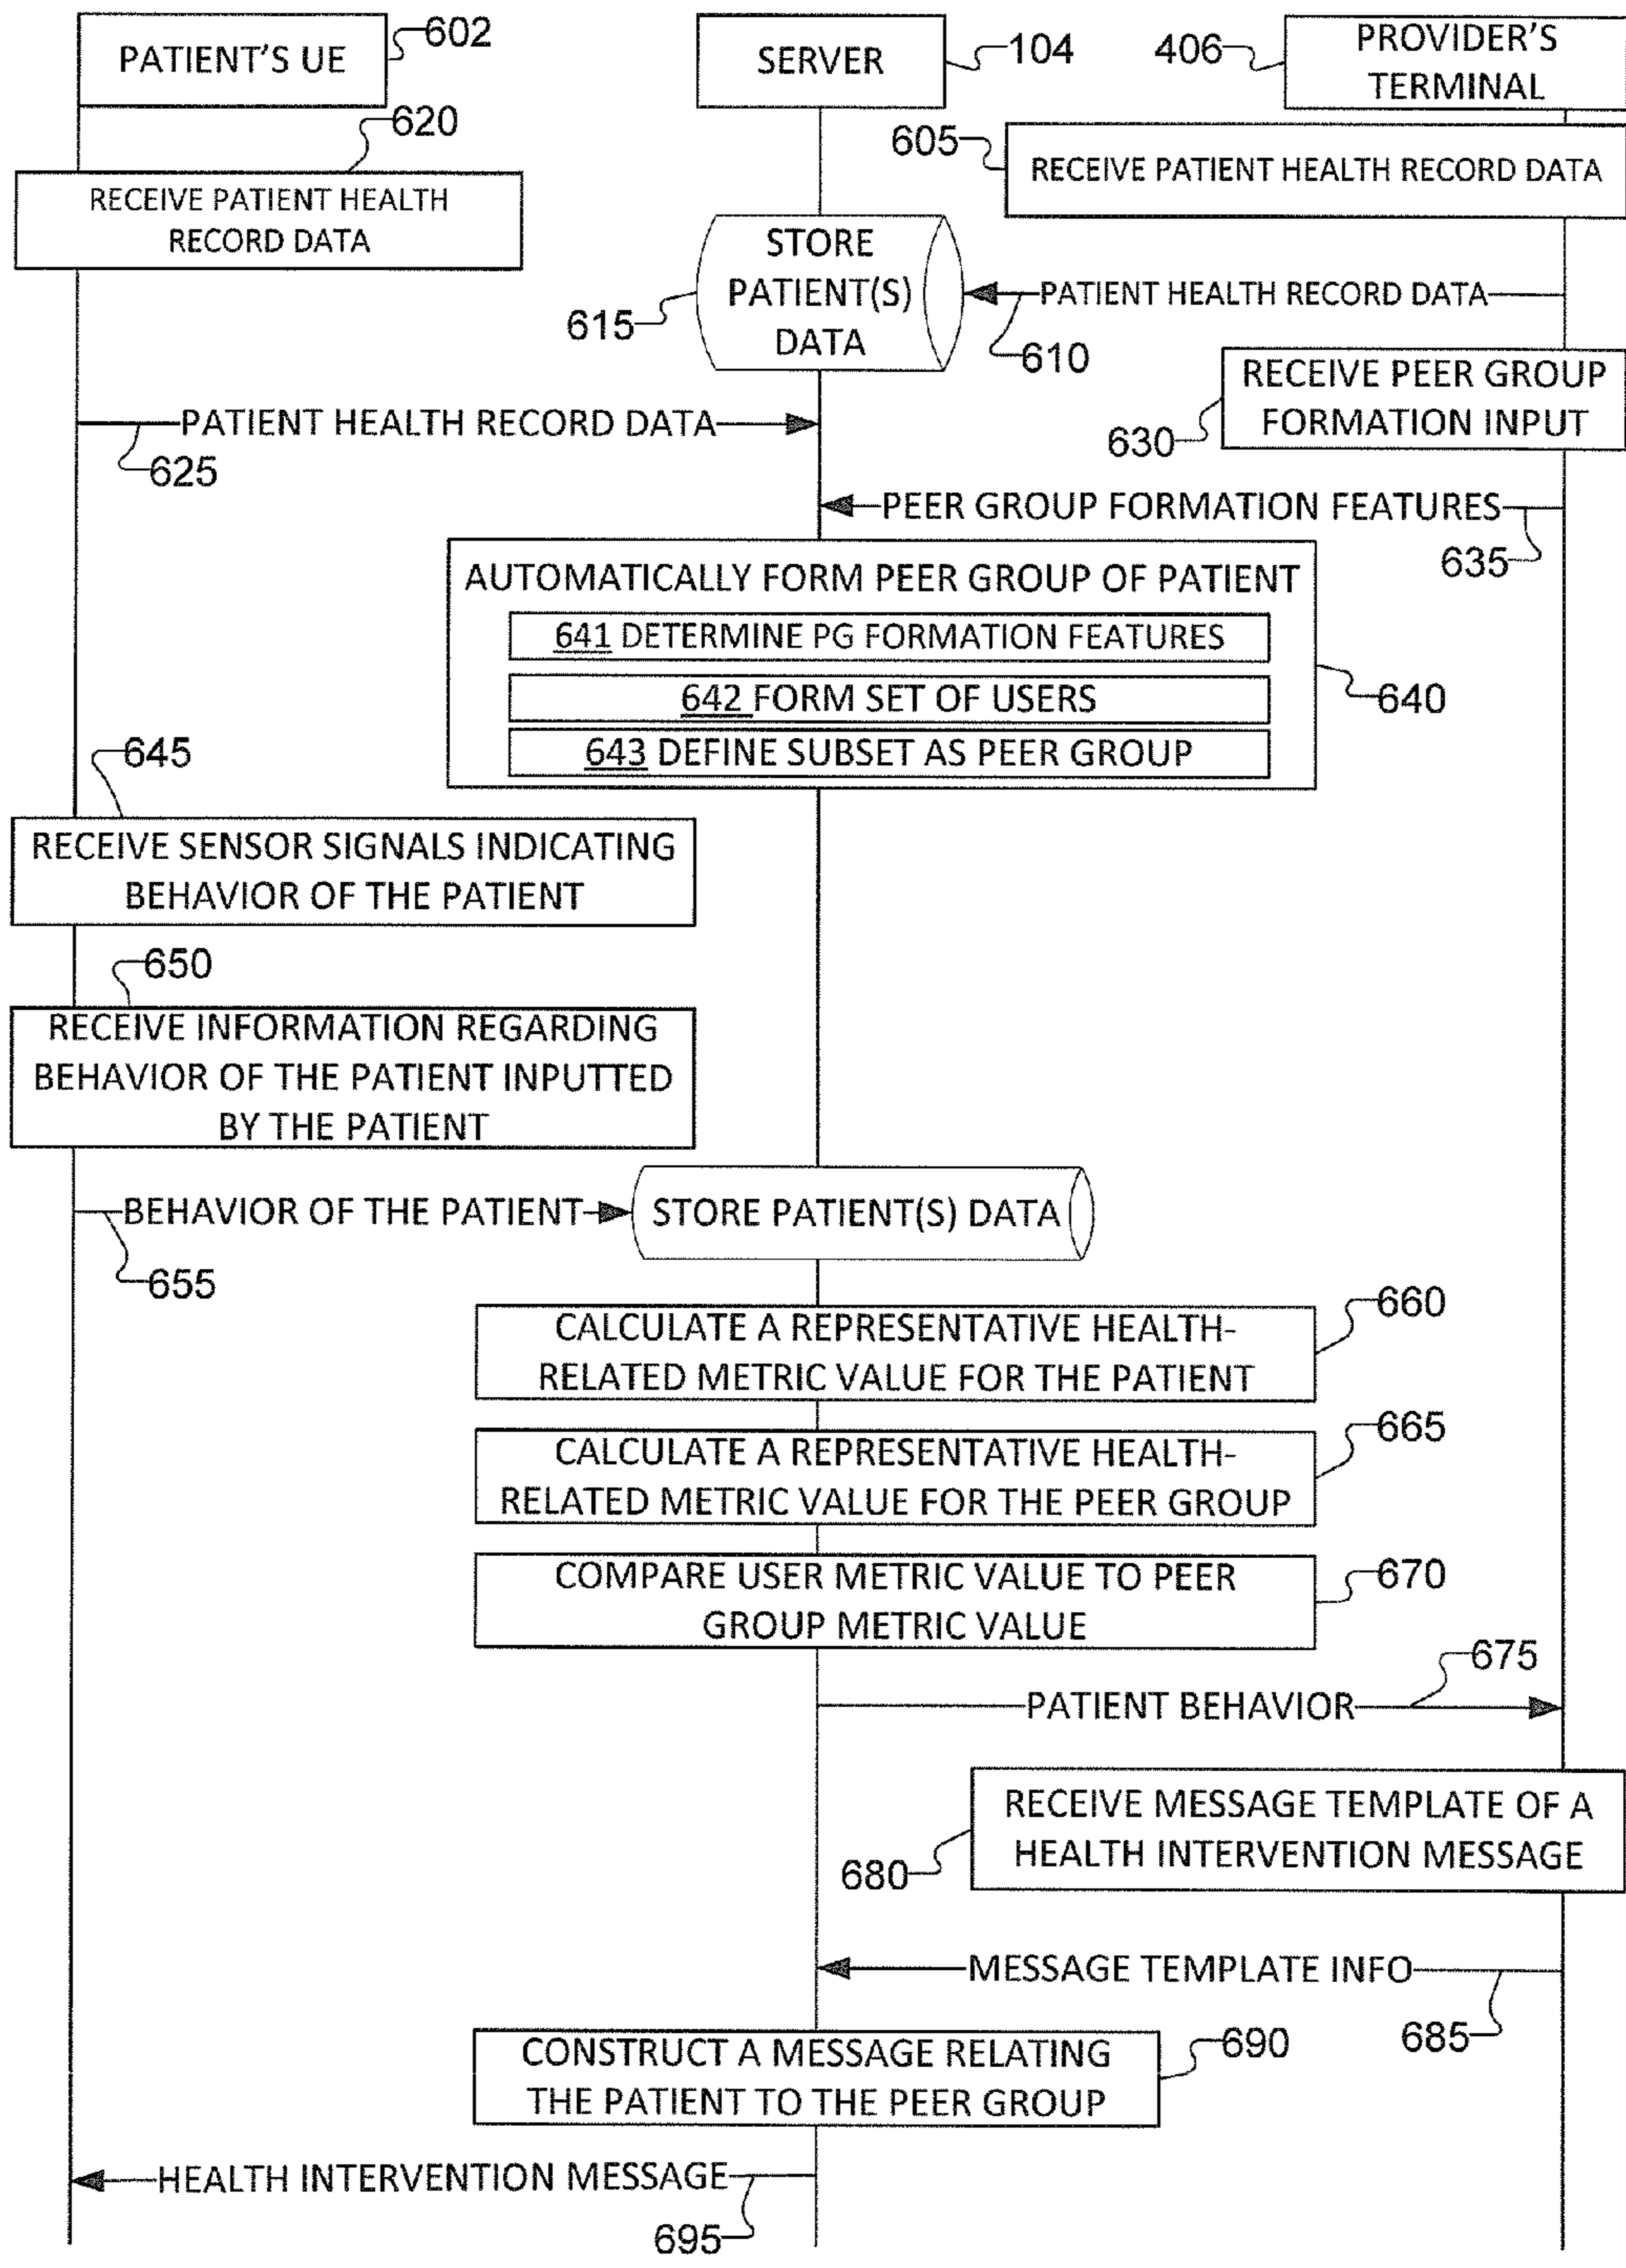 PATIENT'S UE
602
SERVER
104
406
PROVIDER'S
TERMINAL
620
605
RECEIVE PATIENT HEALTH RECORD DATA
RECEIVE PATIENT HEALTH
RECORD DATA
STORE
PATIENT(S)
DATA
615
PATIENT HEALTH RECORD DATA
610
RECEIVE PEER GROUP
FORMATION INPUT
630
PATIENT HEALTH RECORD DATA
625
PEER GROUP FORMATION FEATURES
635
AUTOMATICALLY FORM PEER GROUP OF PATIENT
641 DETERMINE PG FORMATION FEATURES
642 FORM SET OF USERS
643 DEFINE SUBSET AS PEER GROUP
640
645
RECEIVE SENSOR SIGNALS INDICATING
BEHAVIOR OF THE PATIENT
650
RECEIVE INFORMATION REGARDING
BEHAVIOR OF THE PATIENT INPUTTED
BY THE PATIENT
BEHAVIOR OF THE PATIENT
STORE PATIENT(S) DATA
655
660
CALCULATE A REPRESENTATIVE HEALTH-
RELATED METRIC VALUE FOR THE PATIENT
665
CALCULATE A REPRESENTATIVE HEALTH-
RELATED METRIC VALUE FOR THE PEER GROUP
670
COMPARE USER METRIC VALUE TO PEER
GROUP METRIC VALUE
675
PATIENT BEHAVIOR
RECEIVE MESSAGE TEMPLATE OF A
HEALTH INTERVENTION MESSAGE
680
MESSAGE TEMPLATE INFO
685
690
CONSTRUCT A MESSAGE RELATING
THE PATIENT TO THE PEER GROUP
HEALTH INTERVENTION MESSAGE
695